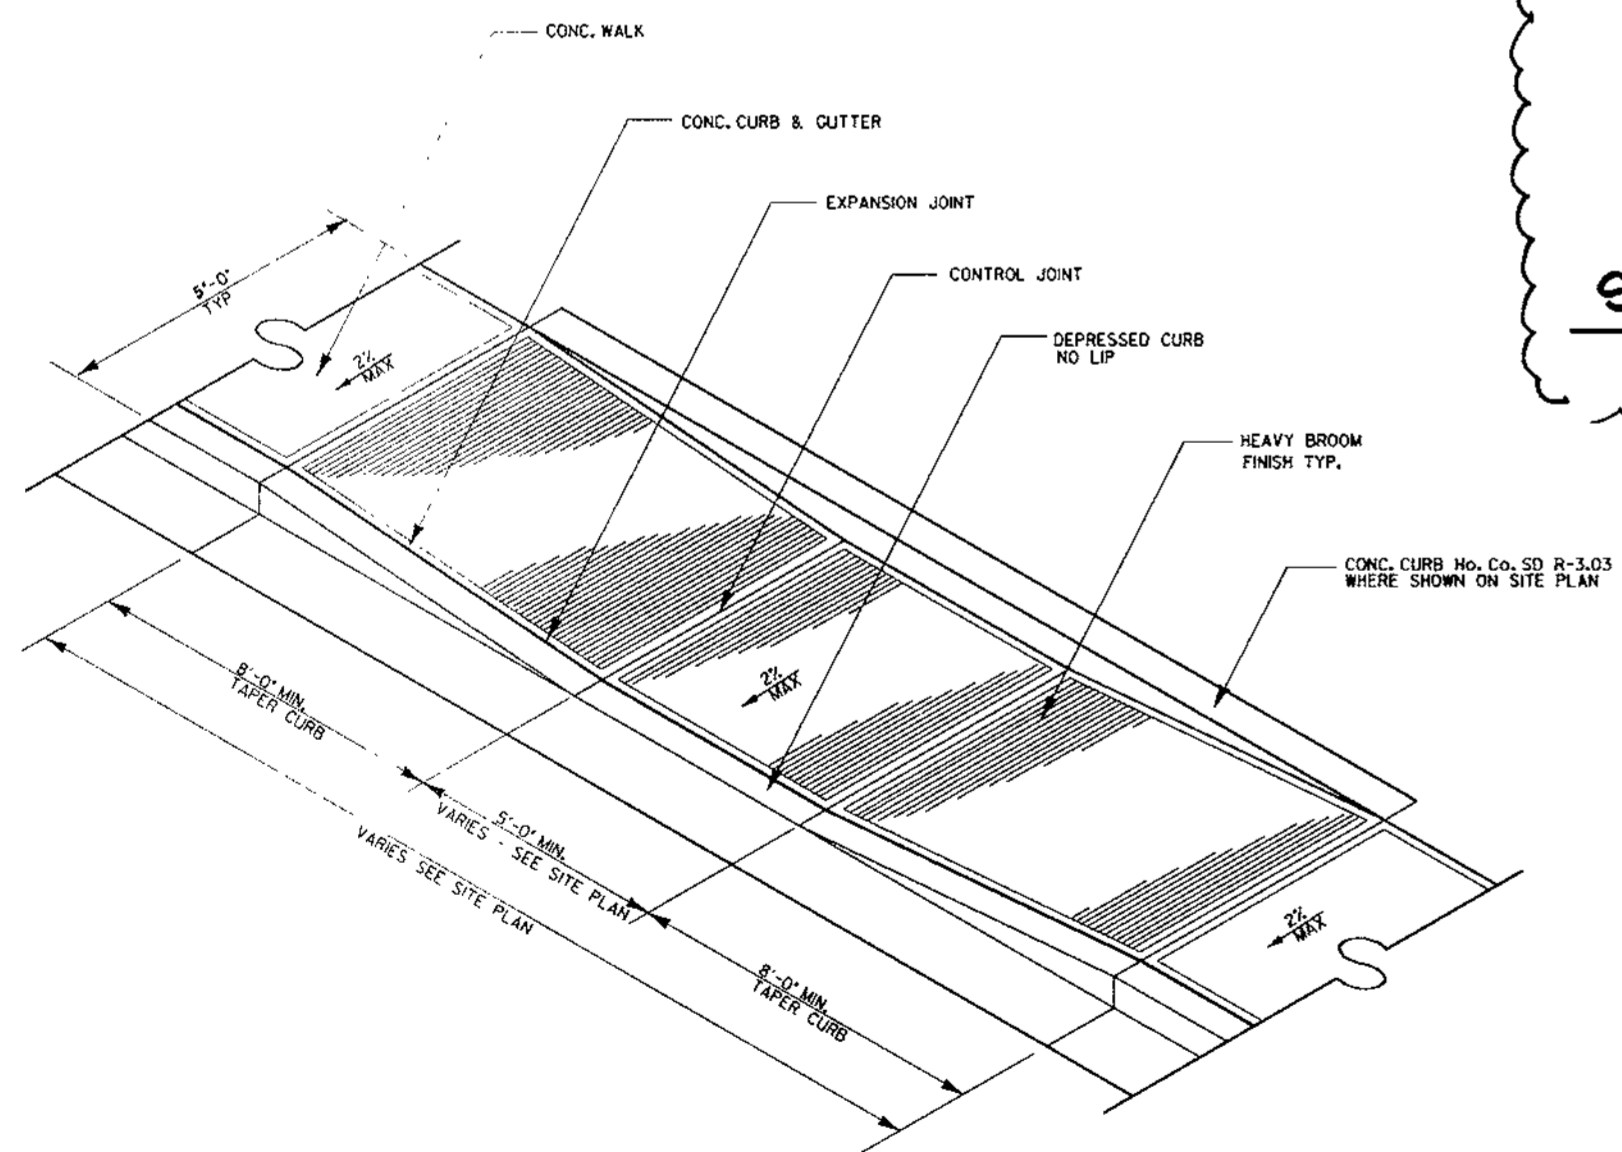 CONC. WALK
CONC. CURB & GUTTER
EXPANSION JOINT
CONTROL JOINT
DEPRESSED CURB
NO LIP
HEAVY BROOM
FINISH TYP.
CONC. CURB Ho. Co. SD R-3.03
WHERE SHOWN ON SITE PLAN
5'-0"
TYP
2%
MAX
2%
MAX
2%
MAX
8'-0" MIN.
TAPER CURB
5'-0" MIN.
VARIES - SEE SITE PLAN
VARIES SEE SITE PLAN
8'-0" MIN.
TAPER CURB